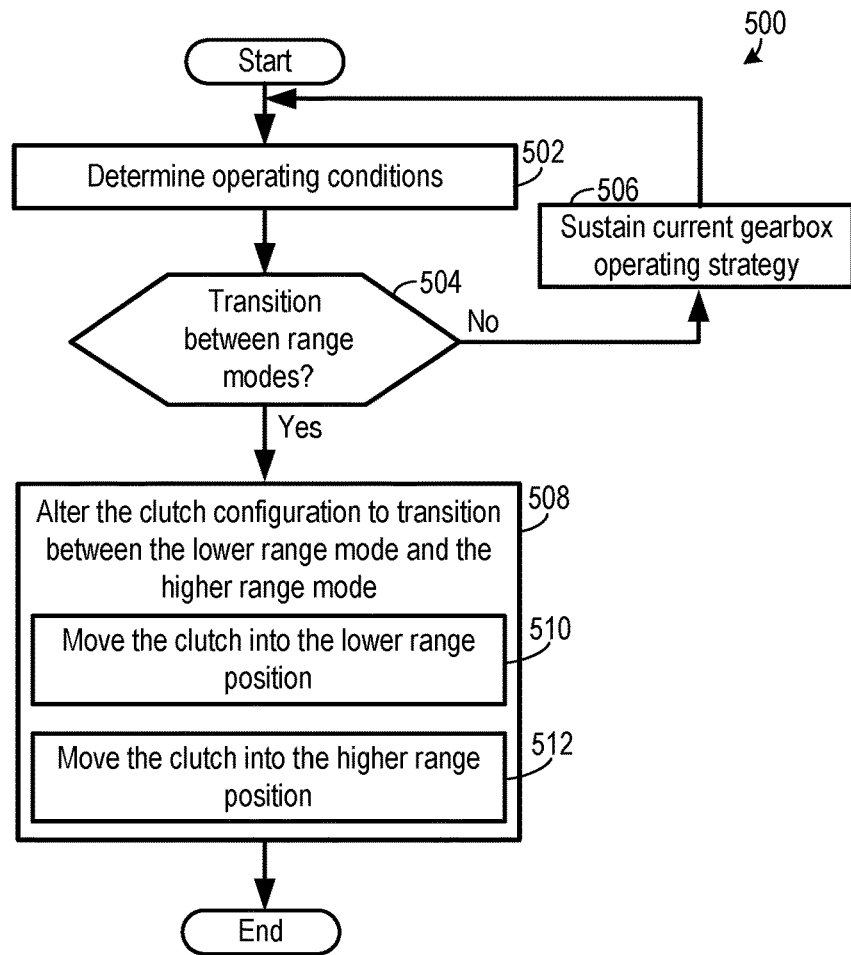 500
Start
Determine operating conditions
502
506
Sustain current gearbox
operating strategy
Transition
between range
modes?
504
No
Yes
Alter the clutch configuration to transition
between the lower range mode and the
higher range mode
508
Move the clutch into the lower range
position
510
Move the clutch into the higher range
position
512
End